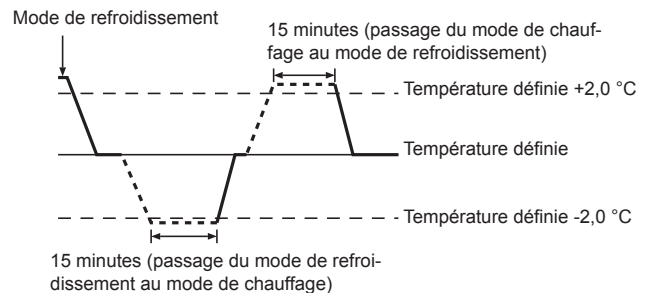 Mode de refroidissement
15 minutes (passage du mode de chauf-
fage au mode de refroidissement)
Température définie +2,0 °C
Température définie
Température définie -2,0 °C
15 minutes (passage du mode de refroi-
dissement au mode de chauffage)